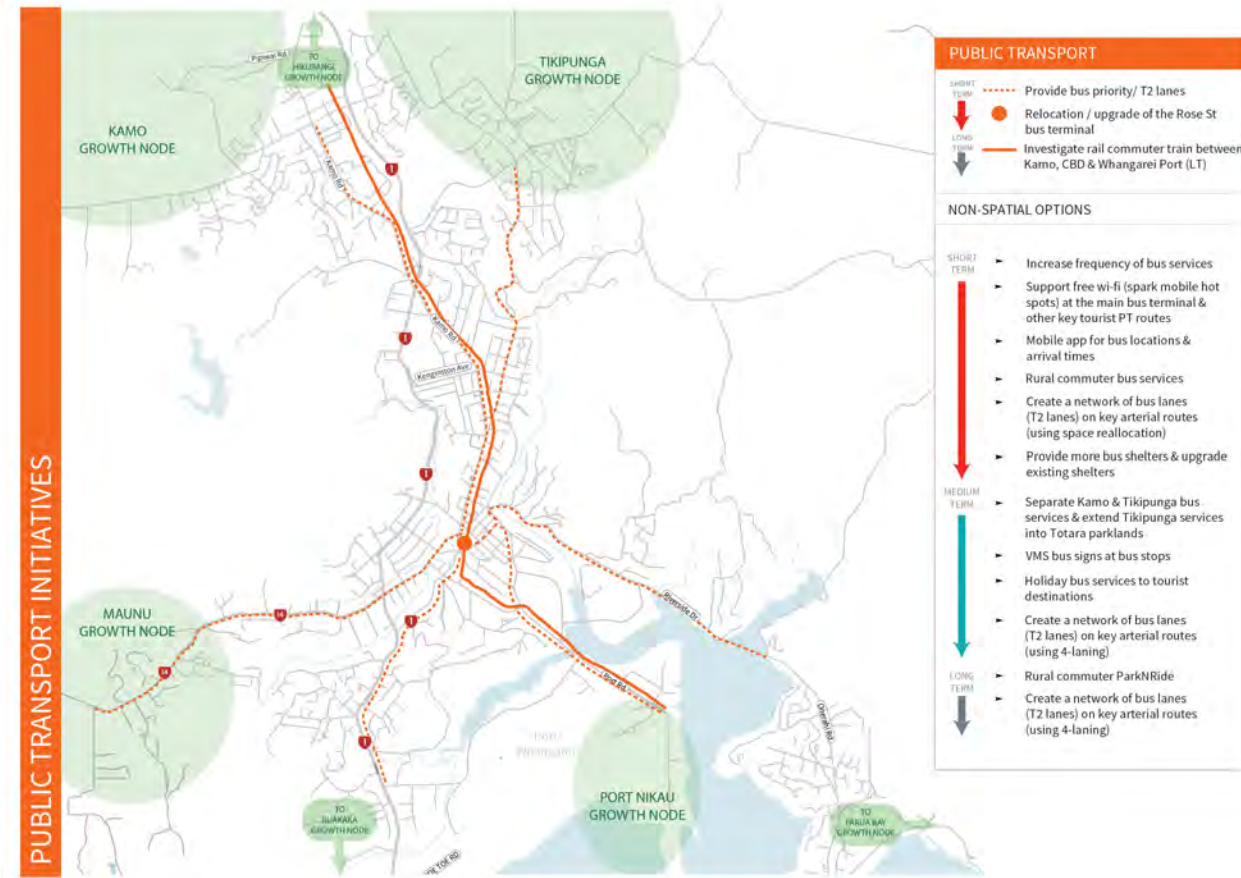 PUBLIC TRANSPORT INITIATIVES
Pipiwai Rd
TO
HIKURANGI
GROWTH NODE
TIKIPUNGA
GROWTH NODE
KAMO
GROWTH NODE
1
Kamo Rd
1
Kamo Rd
Kensington Ave
1
MAUNU
GROWTH NODE
14
1
14
Riverside Dr
Port Rd
1
Onerahi Rd
PORT NIKAU
GROWTH NODE
TO
RUAKAKA
GROWTH NODE
TO
PARUA BAY
GROWTH NODE
TOE RD
PUBLIC TRANSPORT
SHORT
TERM
Provide bus priority/ T2 lanes
Relocation / upgrade of the Rose St
bus terminal
LONG
TERM
Investigate rail commuter train between
Kamo, CBD & Whangarei Port (LT)
NON-SPATIAL OPTIONS
SHORT
TERM
► Increase frequency of bus services
► Support free wi-fi (spark mobile hot
spots) at the main bus terminal &
other key tourist PT routes
► Mobile app for bus locations &
arrival times
► Rural commuter bus services
► Create a network of bus lanes
(T2 lanes) on key arterial routes
(using space reallocation)
► Provide more bus shelters & upgrade
existing shelters
MEDIUM
TERM
► Separate Kamo & Tikipunga bus
services & extend Tikipunga services
into Totara parklands
► VMS bus signs at bus stops
► Holiday bus services to tourist
destinations
► Create a network of bus lanes
(T2 lanes) on key arterial routes
(using 4-laning)
LONG
TERM
► Rural commuter ParkNRide
► Create a network of bus lanes
(T2 lanes) on key arterial routes
(using 4-laning)